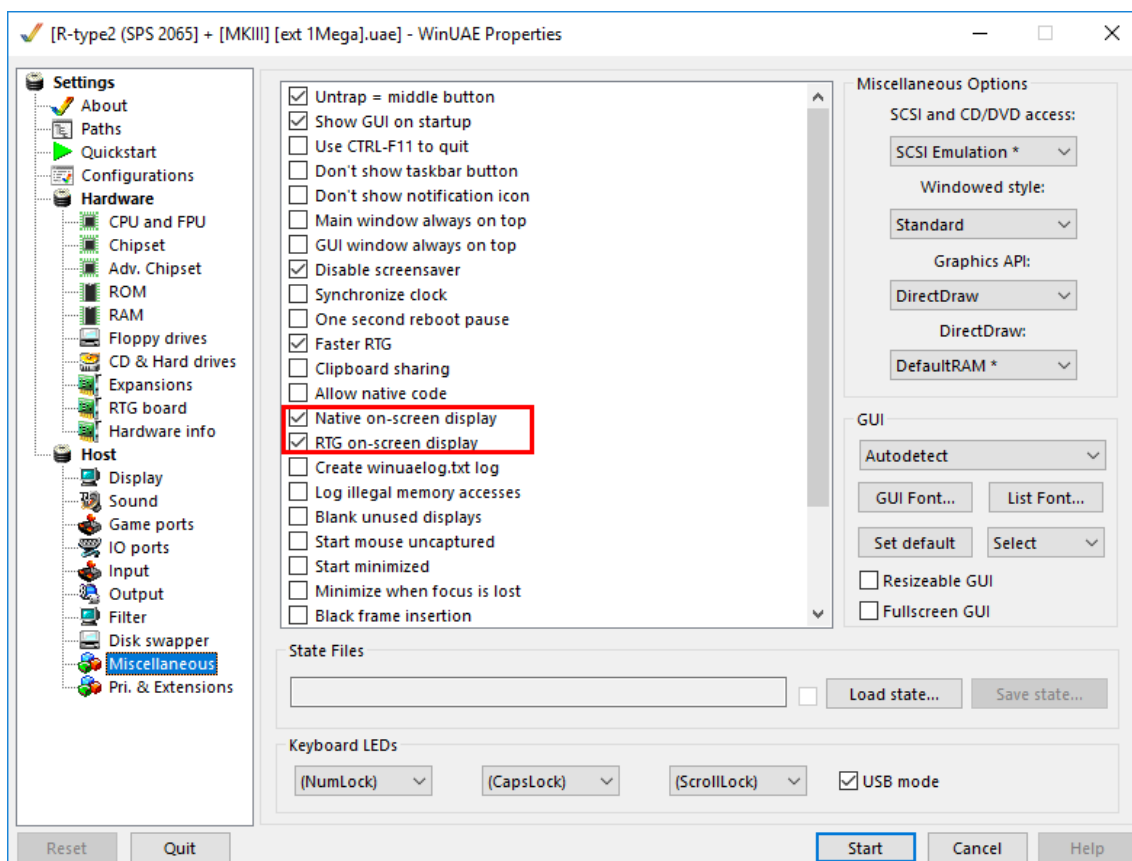 [R-type2 (SPS 2065) + [MKIII] [ext 1Mega].uae] - WinUAE Properties
Settings
About
Paths
Quickstart
Configurations
Hardware
CPU and FPU
Chipset
Adv. Chipset
ROM
RAM
Floppy drives
CD & Hard drives
Expansions
RTG board
Hardware info
Host
Display
Sound
Game ports
IO ports
Input
Output
Filter
Disk swapper
Miscellaneous
Pri. & Extensions
Untrap = middle button
Show GUI on startup
Use CTRL-F11 to quit
Don't show taskbar button
Don't show notification icon
Main window always on top
GUI window always on top
Disable screensaver
Synchronize clock
One second reboot pause
Faster RTG
Clipboard sharing
Allow native code
Native on-screen display
RTG on-screen display
Create winuaelog.txt log
Log illegal memory accesses
Blank unused displays
Start mouse uncaptured
Start minimized
Minimize when focus is lost
Black frame insertion
Miscellaneous Options
SCSI and CD/DVD access:
SCSI Emulation *
Windowed style:
Standard
Graphics API:
DirectDraw
DirectDraw:
DefaultRAM *
GUI
Autodetect
GUI Font... List Font...
Set default Select
Resizeable GUI
Fullscreen GUI
State Files
Load state... Save state...
Keyboard LEDs
(NumLock) (CapsLock) (ScrollLock) USB mode
Reset Quit Start Cancel Help